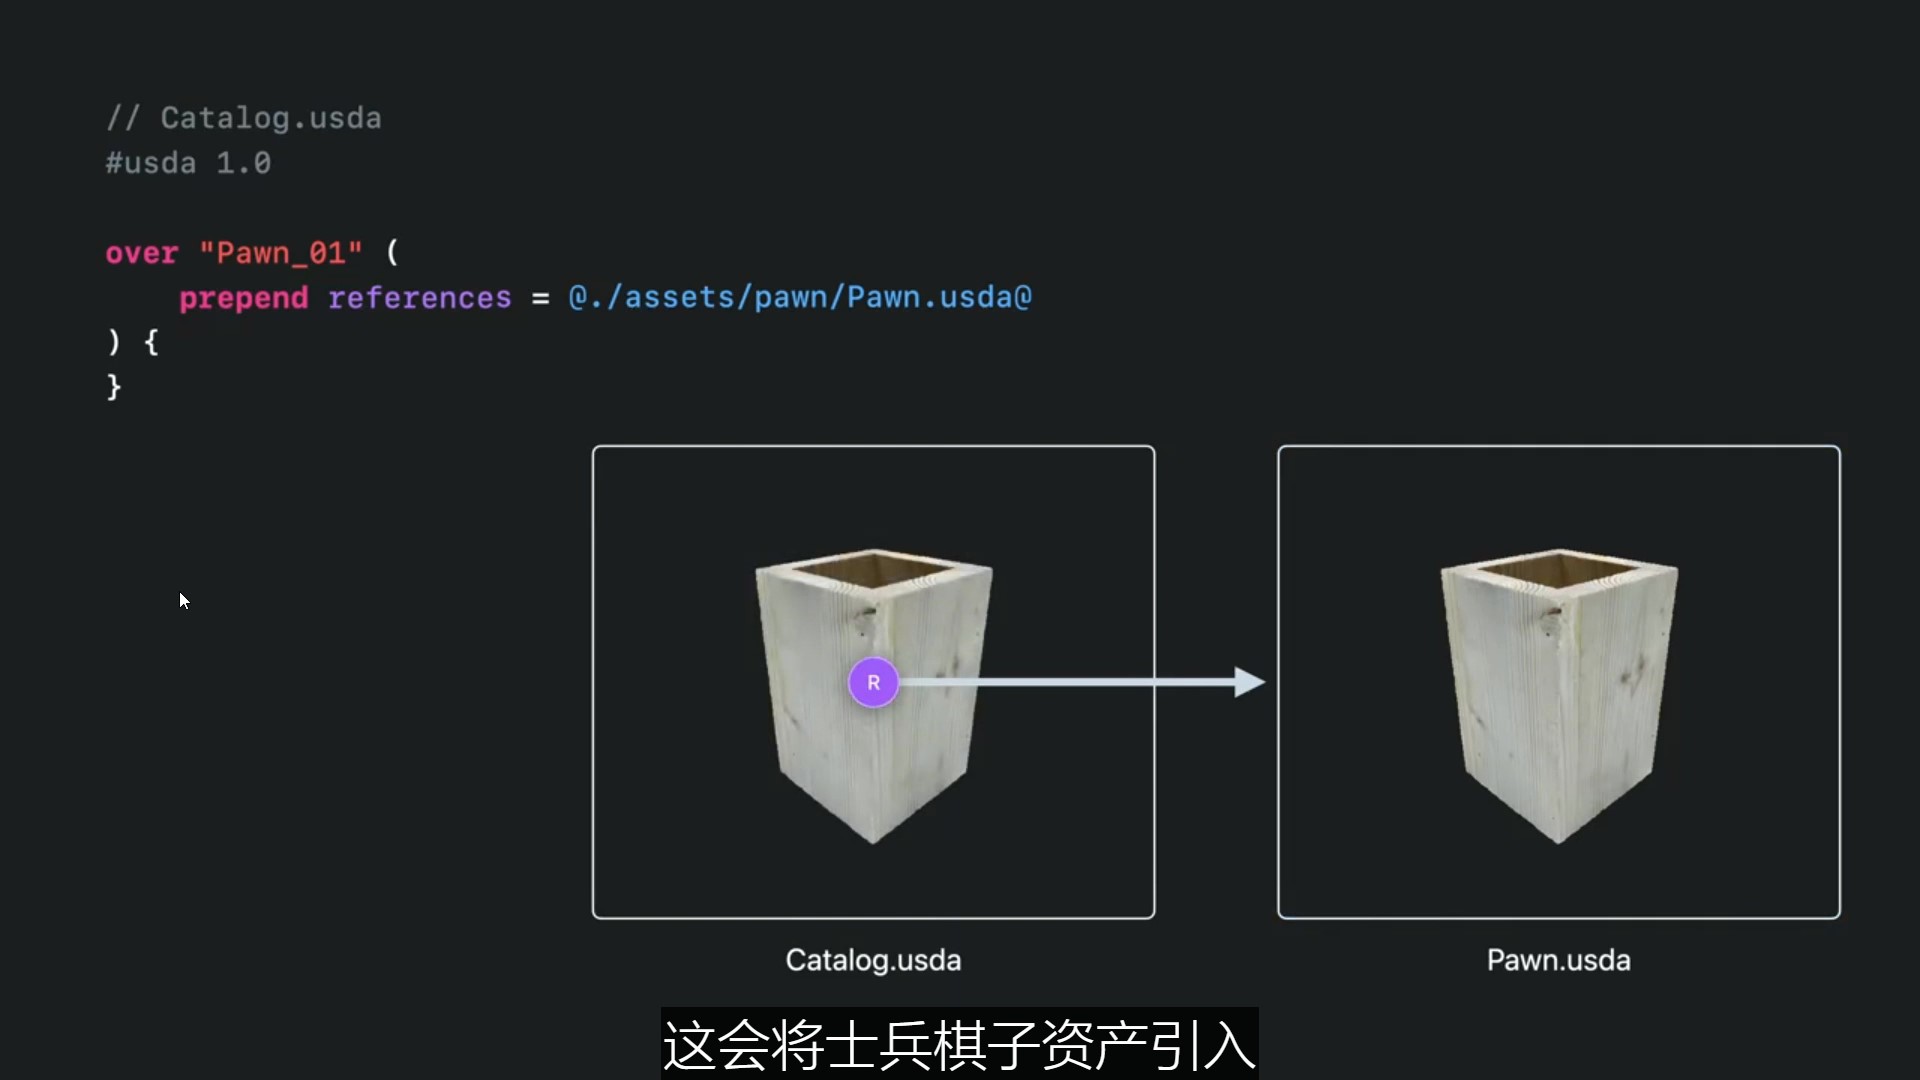 // Catalog.usda
#usda 1.0
over "Pawn_01" (
    prepend references = @./assets/pawn/Pawn.usda@
) {
}
R
Catalog.usda
Pawn.usda
这会将士兵棋子资产引入